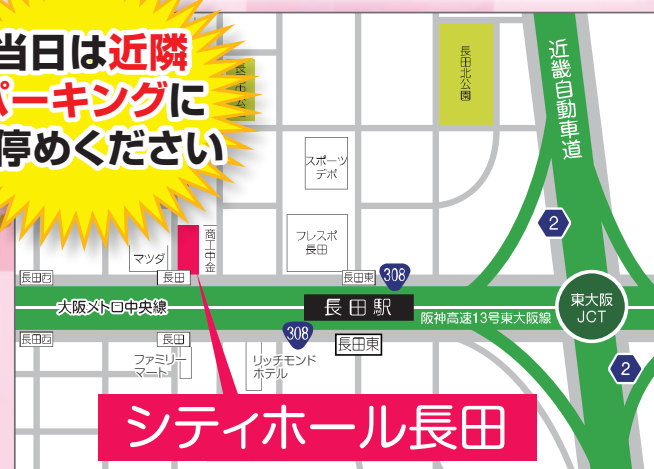 当日は近隣
パーキングに
停めください
長田北公園
近畿自動車道
スポーツ
デポ
2
フレスポ
長田
商工中金
マツダ
長田西
長田
長田東
308
大阪メトロ中央線
長田駅
阪神高速13号東大阪線
東大阪
JCT
長田西
長田
308
長田東
ファミリー
マート
リッチモンド
ホテル
2
シティホール長田